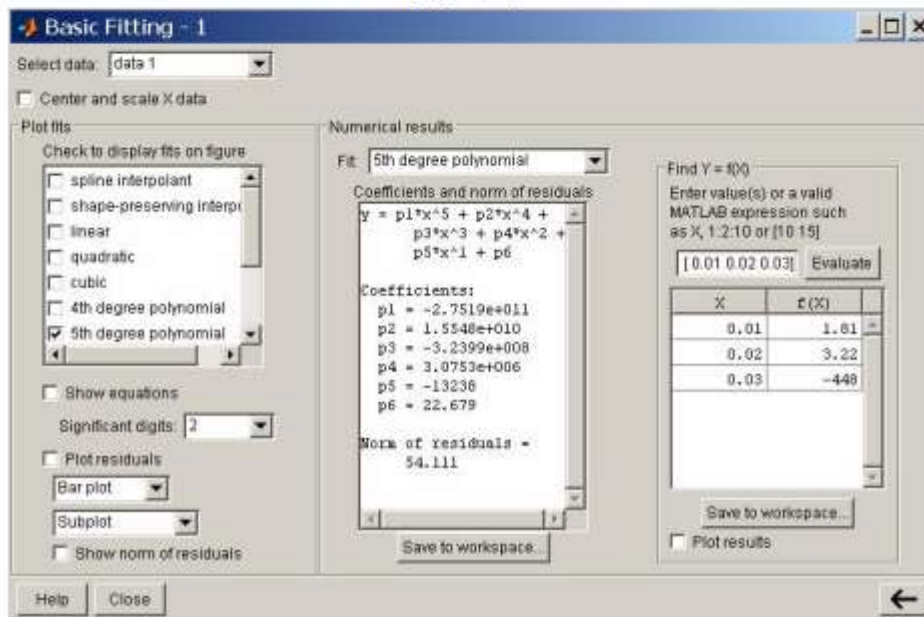 Basic Fitting - 1
Select data: data 1
Center and scale X data
Plot fits
Check to display fits on figure
spline interpolant
shape-preserving interp
linear
quadratic
cubic
4th degree polynomial
5th degree polynomial
Show equations
Significant digits: 2
Plot residuals
Bar plot
Subplot
Show norm of residuals
Numerical results
Fit: 5th degree polynomial
Coefficients and norm of residuals
y = p1*x^5 + p2*x^4 +
p3*x^3 + p4*x^2 +
p5*x^1 + p6
Coefficients:
p1 = -2.7519e+011
p2 = 1.5548e+010
p3 = -3.2399e+008
p4 = 3.0753e+006
p5 = -13238
p6 = 22.679
Norm of residuals =
54.111
Save to workspace...
Find Y = f(X)
Enter value(s) or a valid
MATLAB expression such
as X, 1:2:10 or [10 15]
[ 0.01 0.02 0.03] Evaluate
X f(X)
0.01 1.81
0.02 3.22
0.03 -448
Save to workspace...
Plot results
Help Close